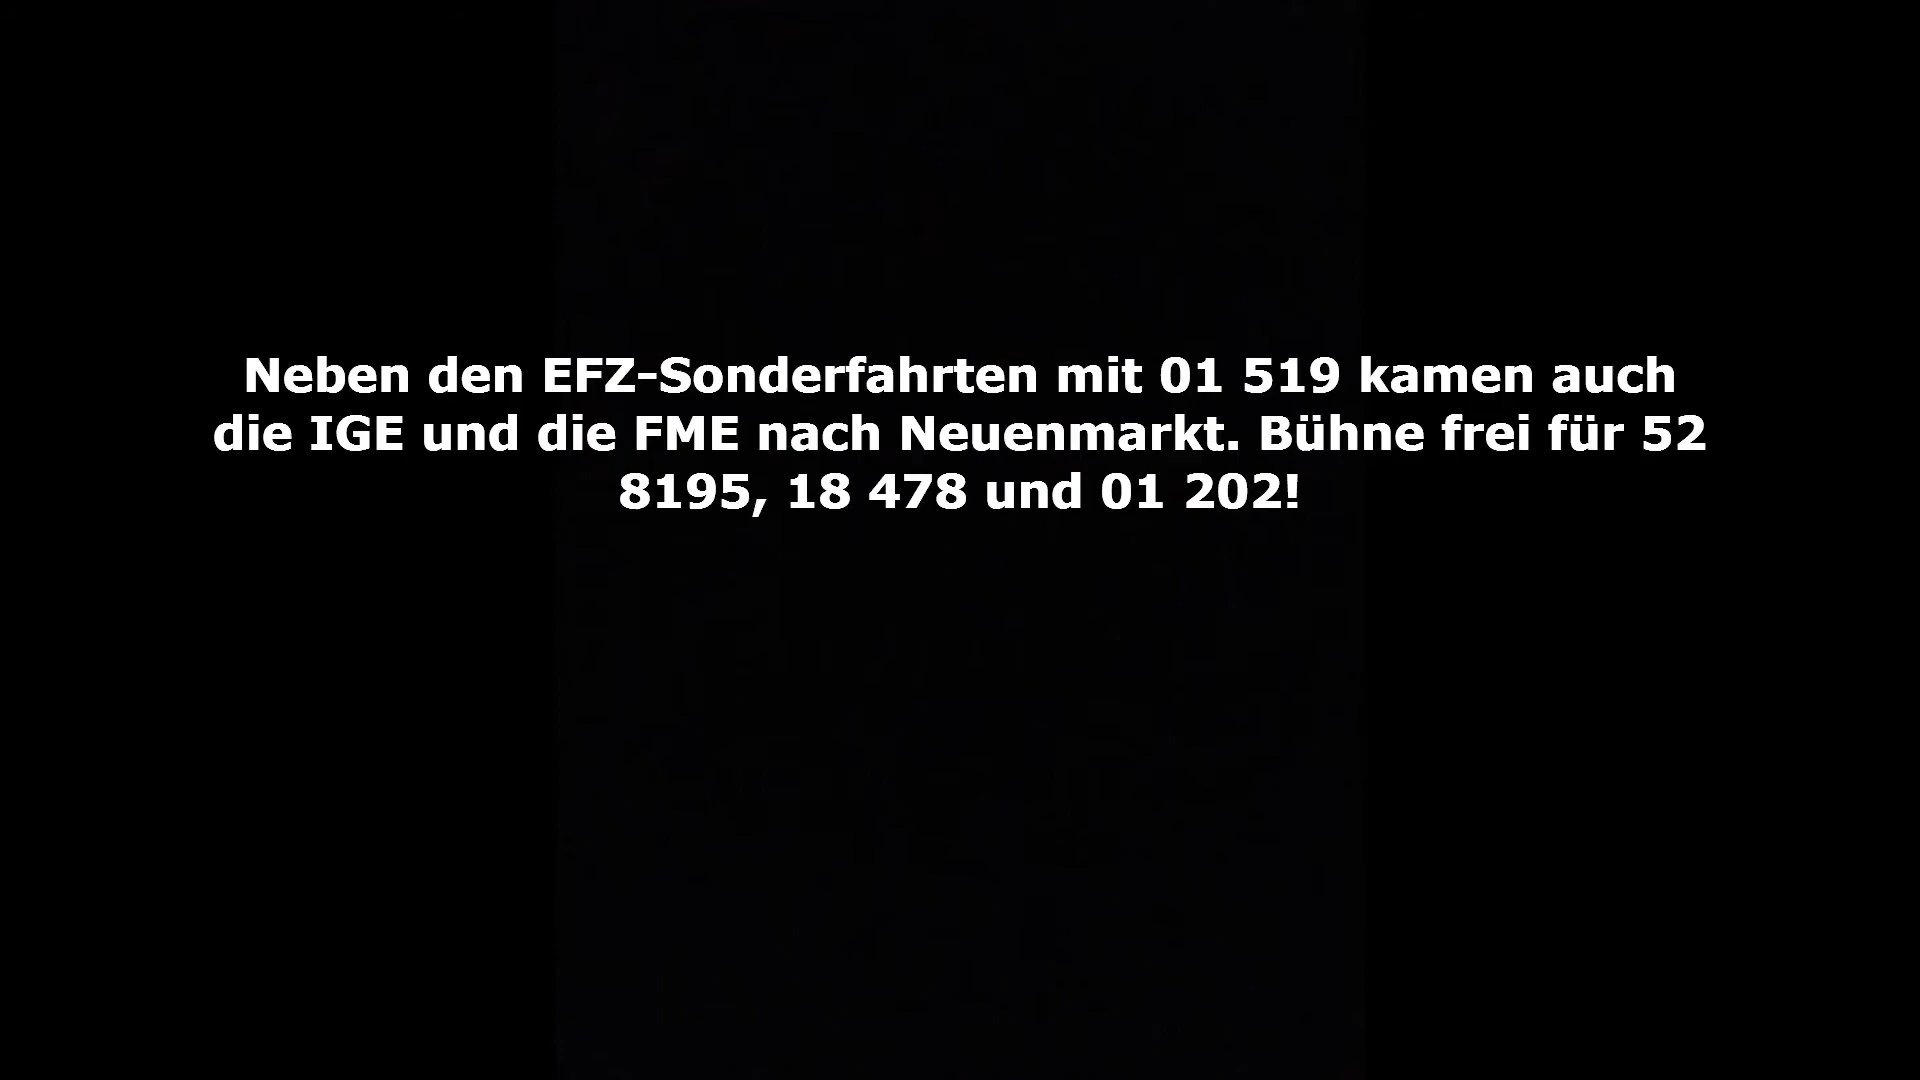 Neben den EFZ-Sonderfahrten mit 01 519 kamen auch
die IGE und die FME nach Neuenmarkt. Bühne frei für 52
8195, 18 478 und 01 202!